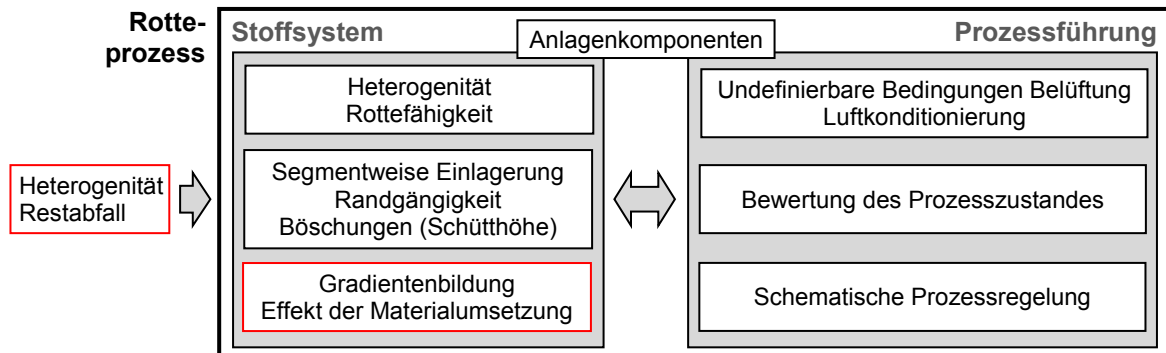 Rotte-
prozess
Stoffsystem
Anlagenkomponenten
Prozessführung
Heterogenität
Restabfall
Heterogenität
Rottefähigkeit
Segmentweise Einlagerung
Randgängigkeit
Böschungen (Schütthöhe)
Gradientenbildung
Effekt der Materialumsetzung
Undefinierbare Bedingungen Belüftung
Luftkonditionierung
Bewertung des Prozesszustandes
Schematische Prozessregelung